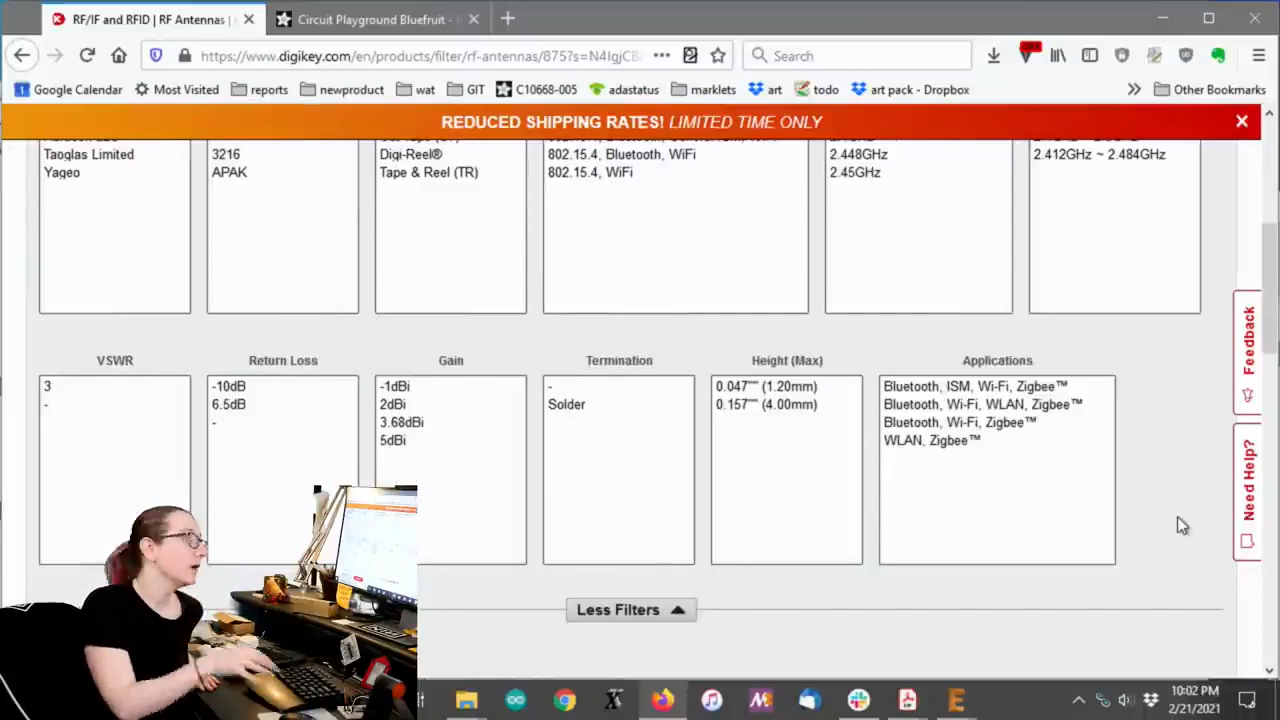 RF/IF and RFID | RF Antennas |
Circuit Playground Bluefruit -
https://www.digikey.com/en/products/filter/rf-antennas/875?s=N4IgjCB
Search
Google Calendar
Most Visited
reports
newproduct
wat
GIT
C10668-005
adastatus
marklets
art
todo
art pack - Dropbox
Other Bookmarks
REDUCED SHIPPING RATES! LIMITED TIME ONLY
Taoglas Limited
Yageo
3216
APAK
Digi-Reel®
Tape & Reel (TR)
802.15.4, Bluetooth, WiFi
802.15.4, WiFi
2.448GHz
2.45GHz
2.412GHz ~ 2.484GHz
VSWR
3
-
Return Loss
-10dB
6.5dB
-
Gain
-1dBi
2dBi
3.68dBi
5dBi
Termination
-
Solder
Height (Max)
0.047"" (1.20mm)
0.157"" (4.00mm)
Applications
Bluetooth, ISM, Wi-Fi, Zigbee™
Bluetooth, Wi-Fi, WLAN, Zigbee™
Bluetooth, Wi-Fi, Zigbee™
WLAN, Zigbee™
Feedback
Need Help?
Less Filters
10:02 PM
2/21/2021